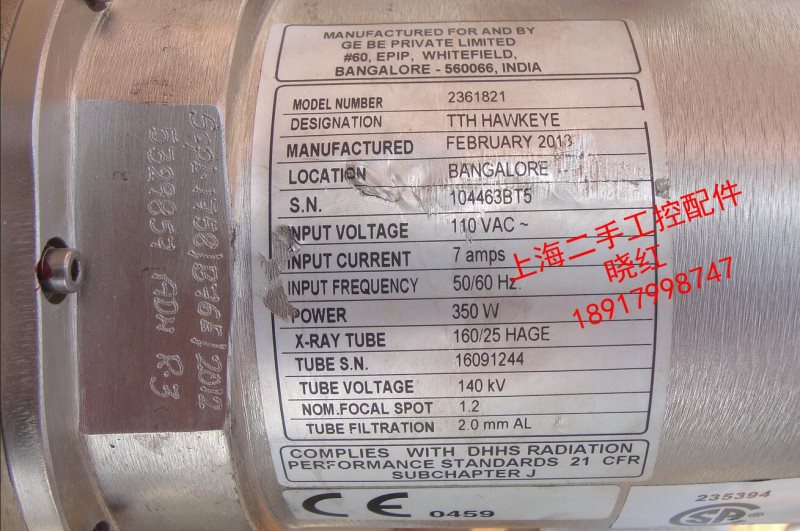 MANUFACTURED FOR AND BY
GE BE PRIVATE LIMITED
#60, EPIP, WHITEFIELD,
BANGALORE - 560066, INDIA
MODEL NUMBER 2361821
DESIGNATION TTH HAWKEYE
MANUFACTURED FEBRUARY 2013
LOCATION BANGALORE
S.N. 104463BT5
INPUT VOLTAGE 110 VAC ~
INPUT CURRENT 7 amps
INPUT FREQUENCY 50/60 Hz.
POWER 350 W
X-RAY TUBE 160/25 HAGE
TUBE S.N. 16091244
TUBE VOLTAGE 140 kV
NOM.FOCAL SPOT 1.2
TUBE FILTRATION 2.0 mm AL
COMPLIES WITH DHHS RADIATION
PERFORMANCE STANDARDS 21 CFR
SUBCHAPTER J
CE 0459
235394
上海二手工控配件
晓红
18917998747
R.3